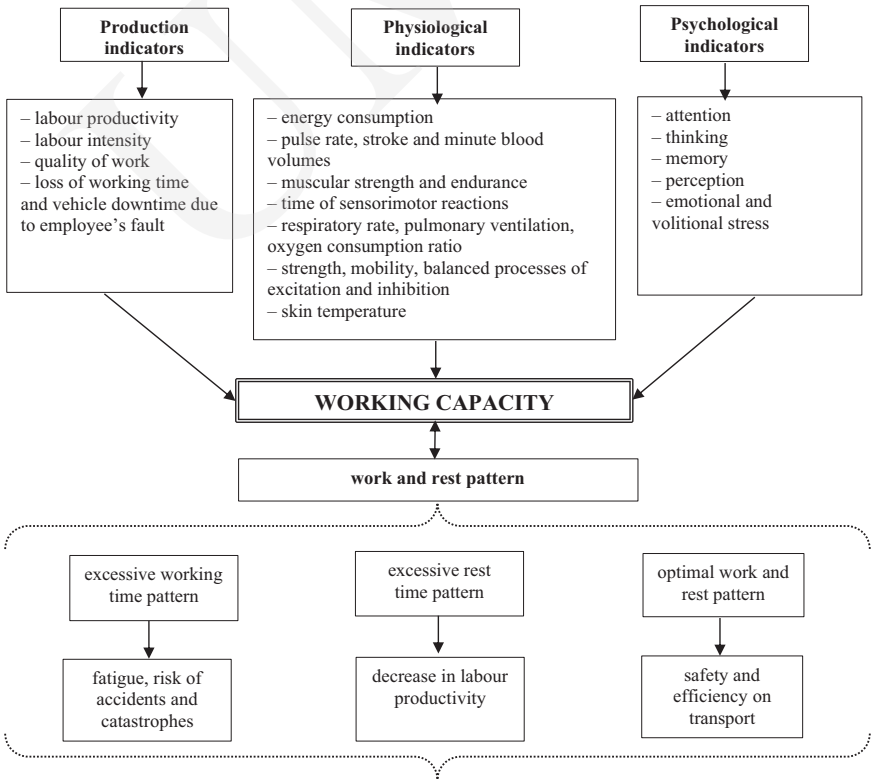 Production
indicators
Physiological
indicators
Psychological
indicators
– labour productivity
– labour intensity
– quality of work
– loss of working time
and vehicle downtime due
to employee’s fault
– energy consumption
– pulse rate, stroke and minute blood
volumes
– muscular strength and endurance
– time of sensorimotor reactions
– respiratory rate, pulmonary ventilation,
oxygen consumption ratio
– strength, mobility, balanced processes of
excitation and inhibition
– skin temperature
– attention
– thinking
– memory
– perception
– emotional and
volitional stress
WORKING CAPACITY
work and rest pattern
excessive working
time pattern
excessive rest
time pattern
optimal work and
rest pattern
fatigue, risk of
accidents and
catastrophes
decrease in labour
productivity
safety and
efficiency on
transport